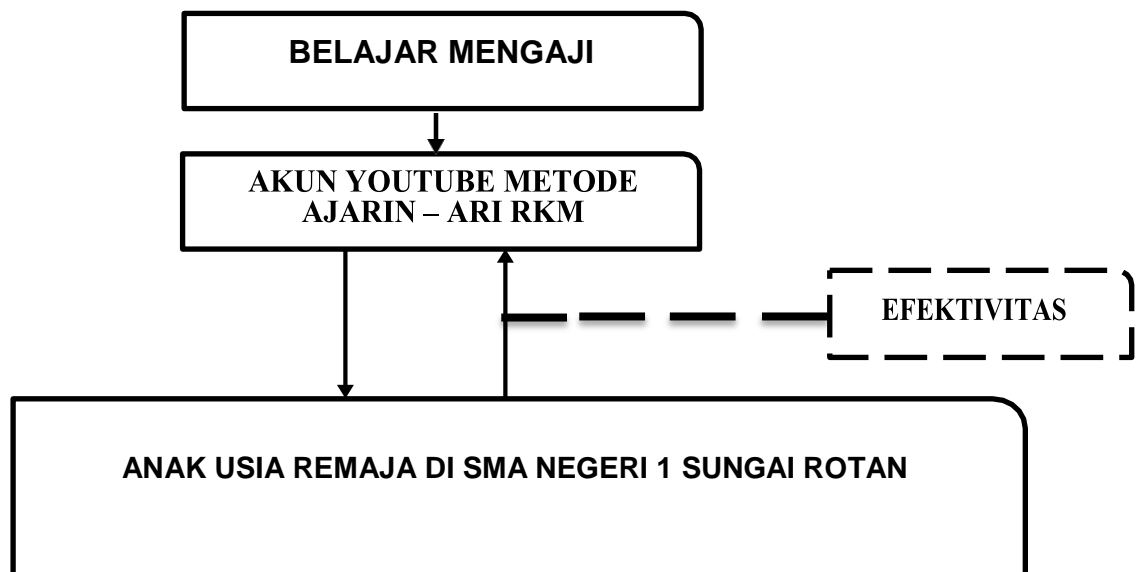 BELAJAR MENGAJI
AKUN YOUTUBE METODE
AJARIN – ARI RKM
EFEKTIVITAS
ANAK USIA REMAJA DI SMA NEGERI 1 SUNGAI ROTAN